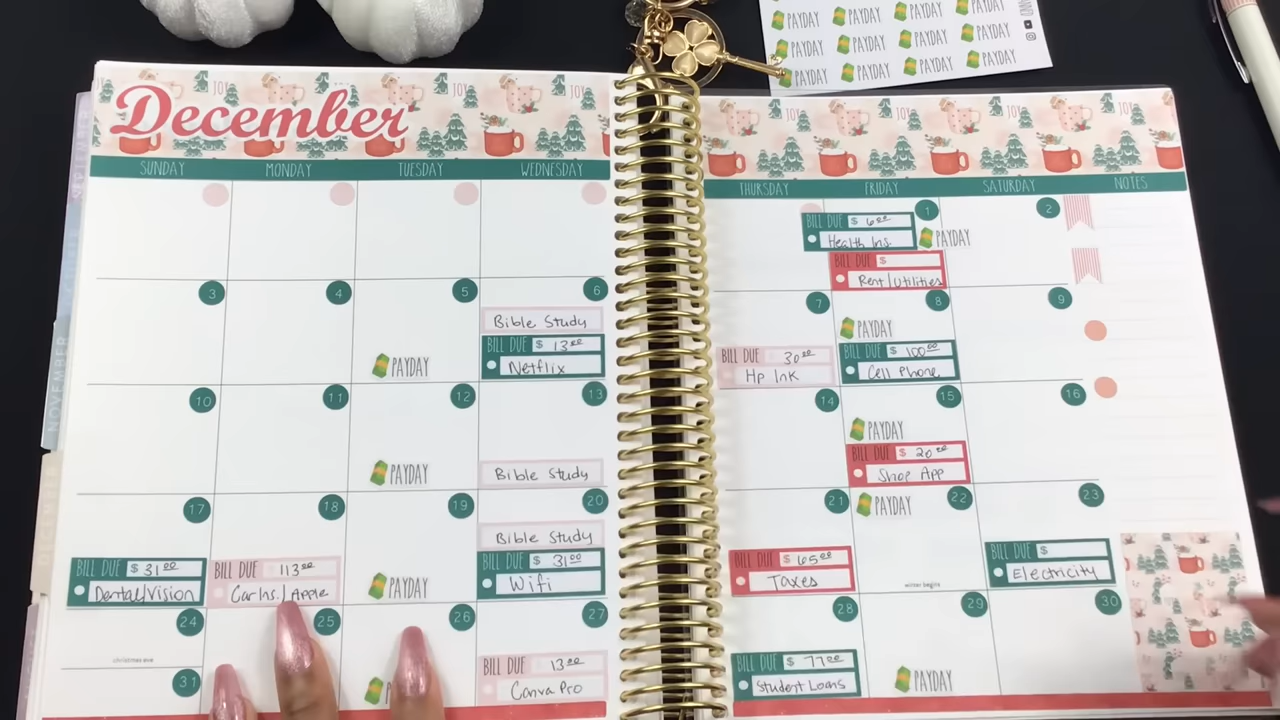 PAYDAY PAYDAY PAYDAY PAYDAY
PAYDAY PAYDAY PAYDAY PAYDAY
PAYDAY PAYDAY PAYDAY PAYDAY
JOY JOY JOY JOY
December
SUNDAY MONDAY TUESDAY WEDNESDAY THURSDAY FRIDAY SATURDAY NOTES
1 2
BILL DUE $ 6.00
Health Ins
PAYDAY
BILL DUE $
Rent/Utilities
3 4 5 6 7 8 9
PAYDAY
Bible Study
BILL DUE $ 13.00
Netflix
BILL DUE 30.00
Hp Ink
PAYDAY
BILL DUE $ 100.00
Cell Phone
10 11 12 13 14 15 16
PAYDAY
Bible Study
PAYDAY
BILL DUE $ 20.00
Shop App
17 18 19 20 21 22 23
BILL DUE $ 31.00
Dental/Vision
BILL DUE 113.00
Car Ins./Apple
PAYDAY
Bible Study
BILL DUE $ 31.00
Wifi
BILL DUE $ 65.00
Taxes
PAYDAY
winter begins
BILL DUE $
Electricity
24 25 26 27 28 29 30
christmas eve
BILL DUE 13.00
Canva Pro
BILL DUE $ 77.00
Student Loans
PAYDAY
31
NOVEMBER